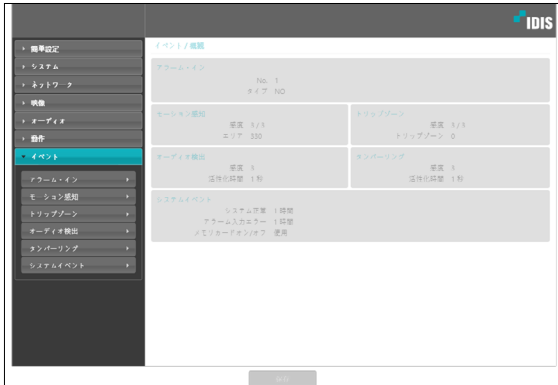 IDIS
簡単設定
システム
ネットワーク
映像
オーディオ
動作
イベント
アラーム・イン
モーション感知
トリップゾーン
オーディオ検出
タンパーリング
システムイベント
イベント / 概観
アラーム・イン
No. 1
タイプ NO
モーション感知
感度 3 / 3
エリア 330
トリップゾーン
感度 3 / 3
トリップゾーン 0
オーディオ検出
感度 5
活性化時間 1 秒
タンパーリング
感度 5
活性化時間 1 秒
システムイベント
システム正常 1 時間
アラーム入力エラー 1 時間
メモリカードオン/オフ 使用